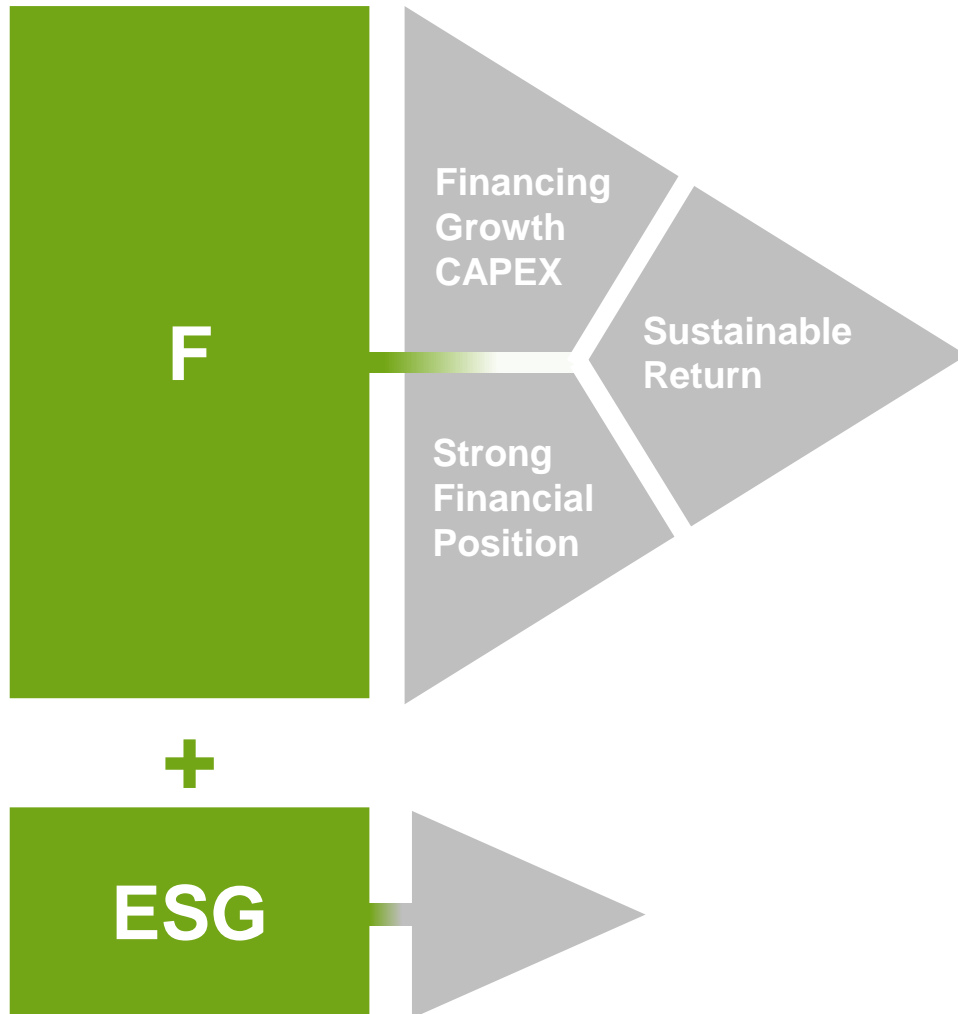 F
Financing
Growth
CAPEX
Sustainable
Return
Strong
Financial
Position
+
ESG